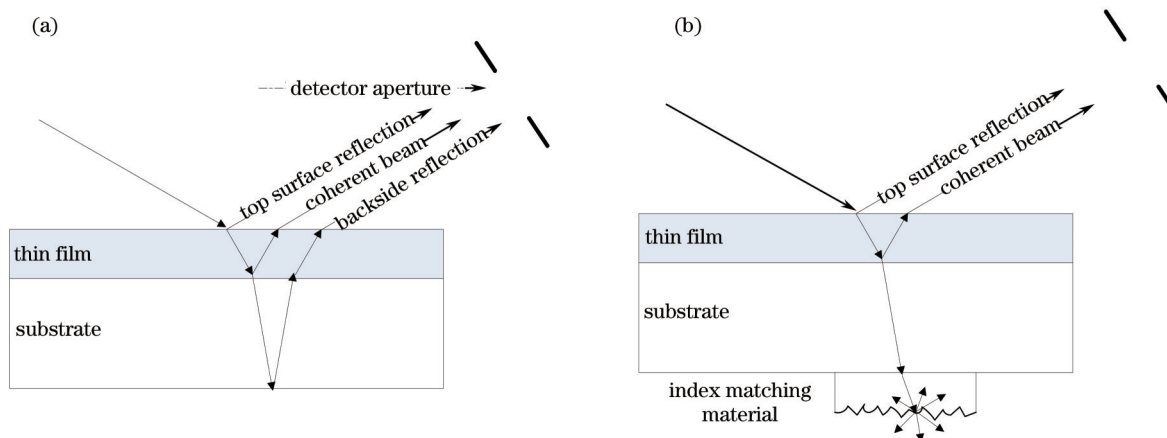 (a)
detector aperture
top surface reflection
coherent beam
backside reflection
thin film
substrate
(b)
top surface reflection
coherent beam
thin film
substrate
index matching
material